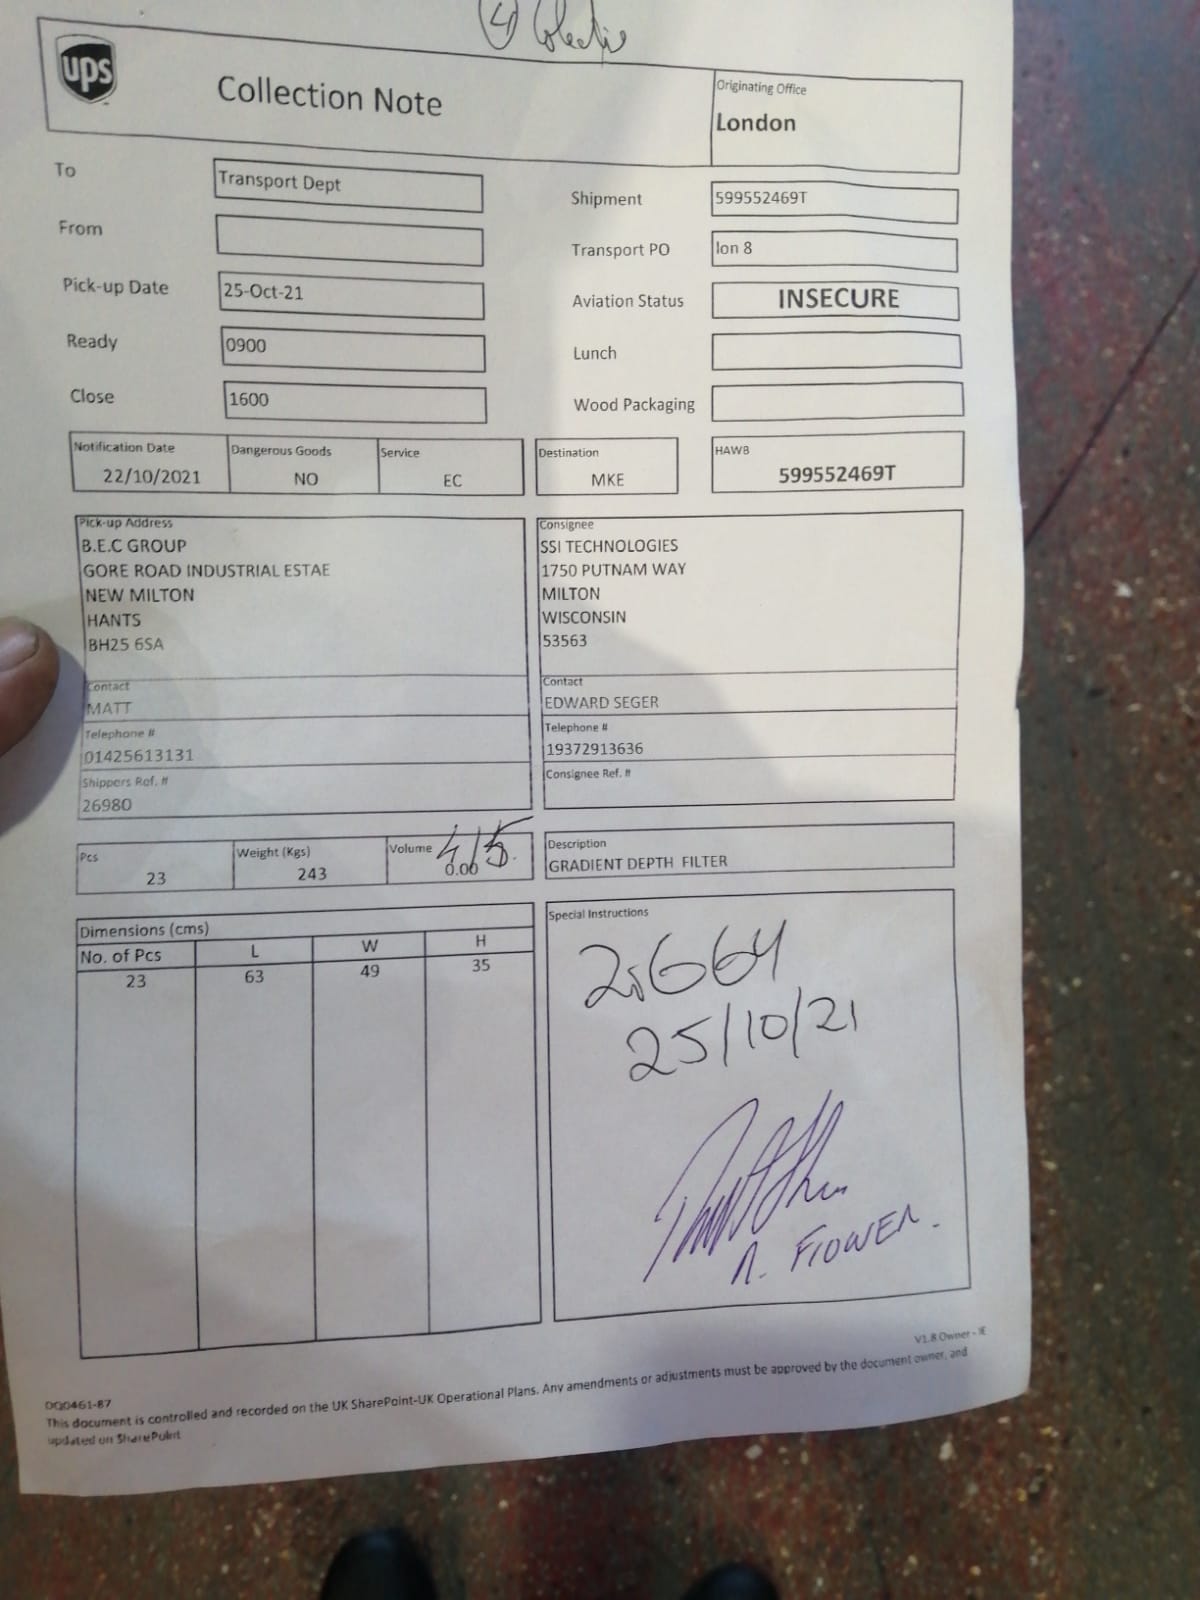 ups
Collection Note
Originating Office
London
To
Transport Dept
From
Pick-up Date
25-Oct-21
Ready
0900
Close
1600
Shipment
599552469T
Transport PO
lon 8
Aviation Status
INSECURE
Lunch
Wood Packaging
Notification Date
22/10/2021
Dangerous Goods
NO
Service
EC
Destination
MKE
HAWB
599552469T
Pick-up Address
B.E.C GROUP
GORE ROAD INDUSTRIAL ESTAE
NEW MILTON
HANTS
BH25 6SA
Contact
MATT
Telephone #
01425613131
Shippers Ref. #
26980
Consignee
SSI TECHNOLOGIES
1750 PUTNAM WAY
MILTON
WISCONSIN
53563
Contact
EDWARD SEGER
Telephone #
19372913636
Consignee Ref. #
Pcs
23
Weight (Kgs)
243
Volume
0.00
Description
GRADIENT DEPTH FILTER
Dimensions (cms)
No. of Pcs L W H
23 63 49 35
Special Instructions
25/10/21
V1.8 Owner - IE
DQ0461-87
This document is controlled and recorded on the UK SharePoint-UK Operational Plans. Any amendments or adjustments must be approved by the document owner, and
updated on SharePoint